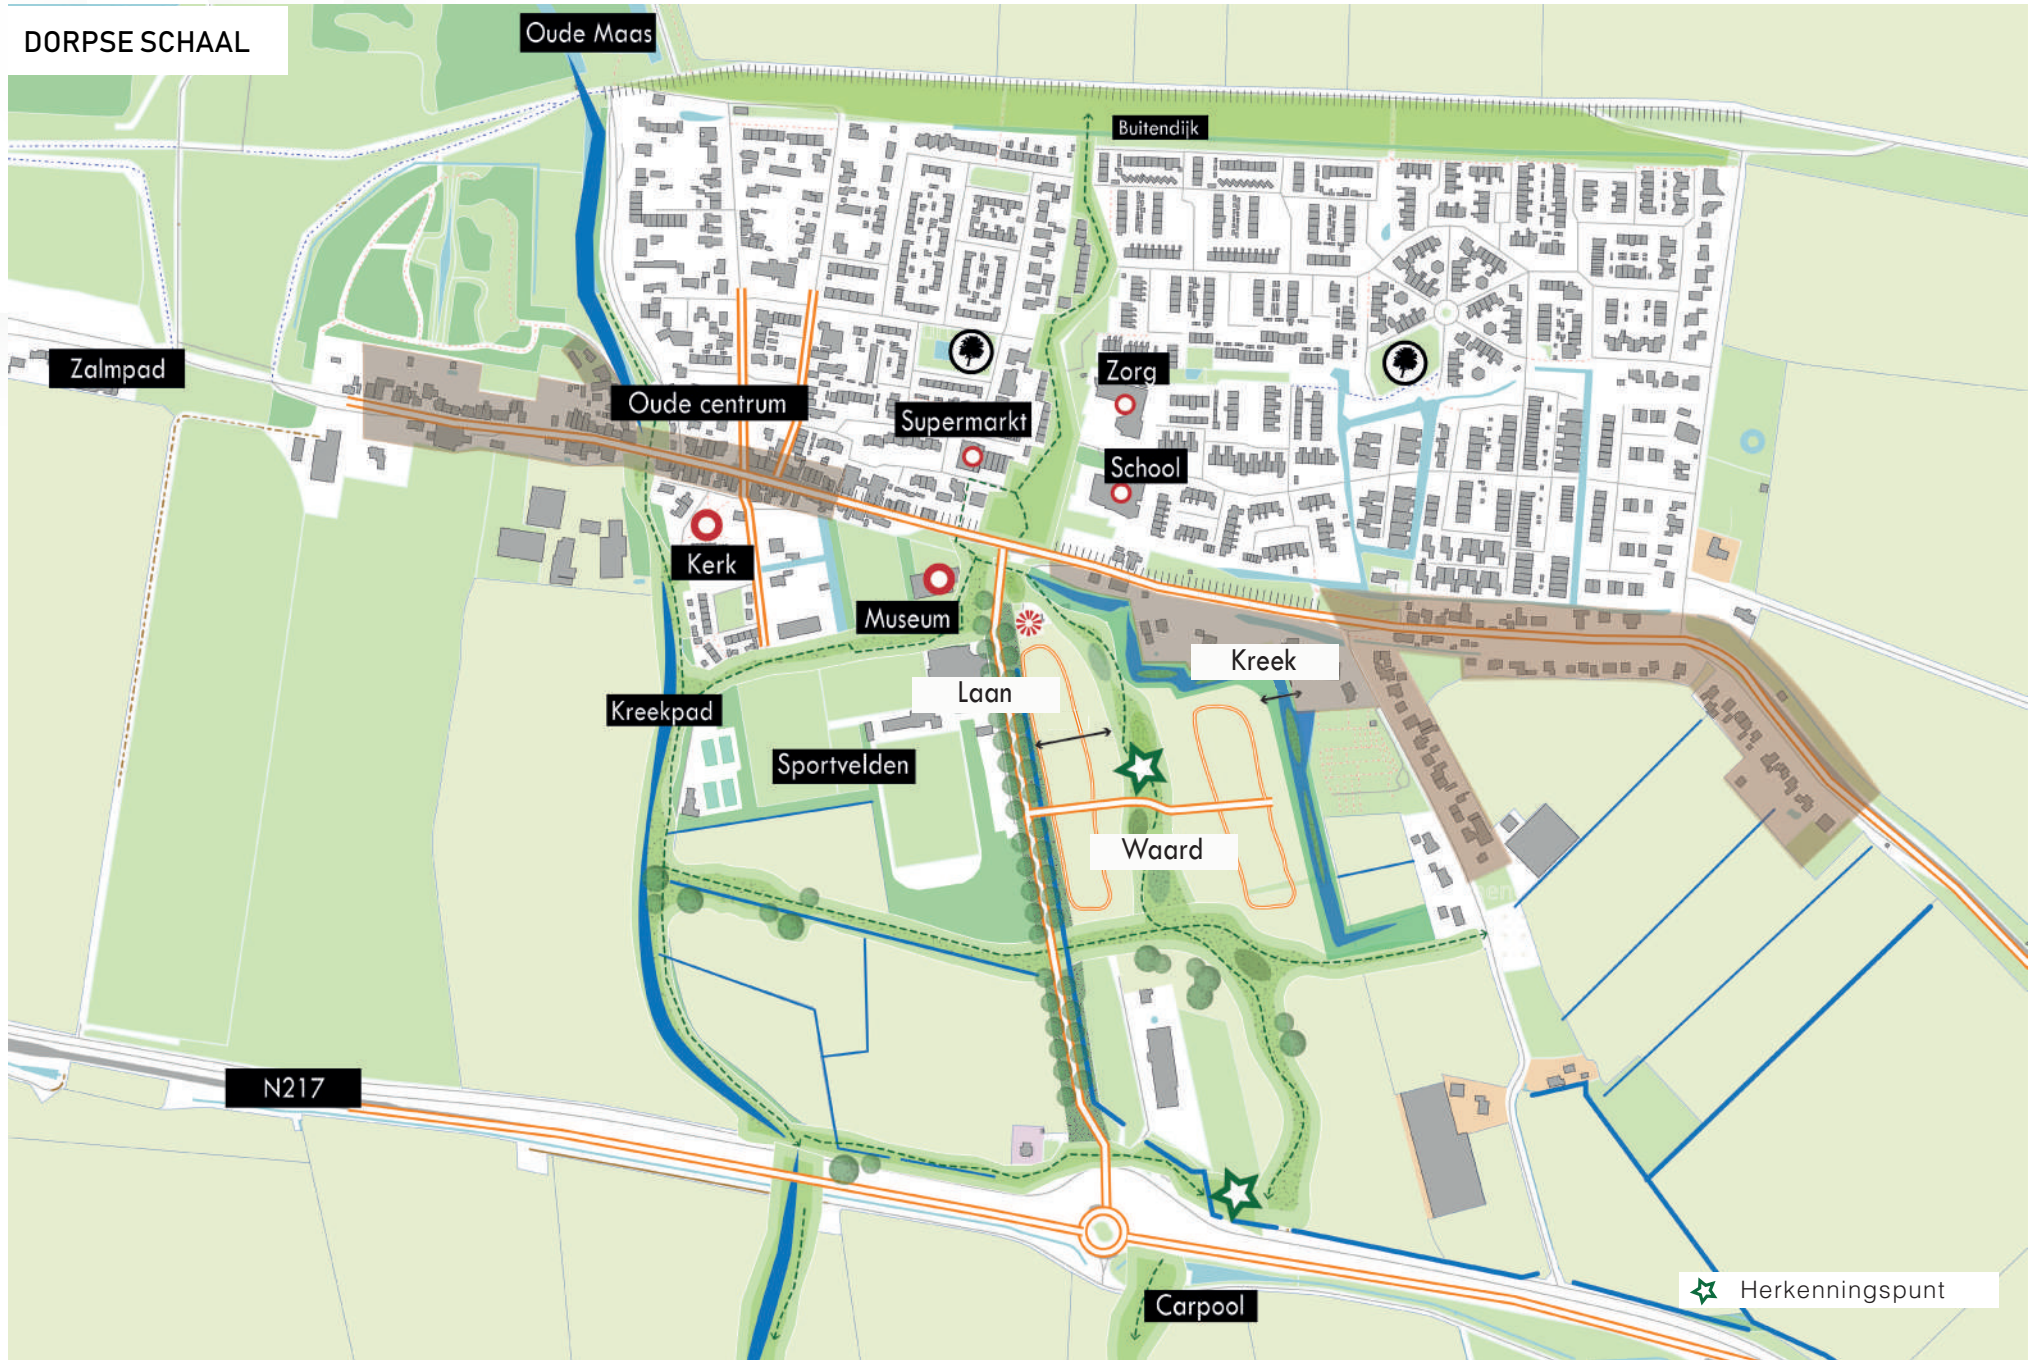 DORPSE SCHAAL
Oude Maas
Buitendijk
Zalmpad
Zorg
Oude centrum
Supermarkt
School
Kerk
Museum
Kreek
Laan
Kreekpad
Sportvelden
Waard
N217
Herkenningspunt
Carpool